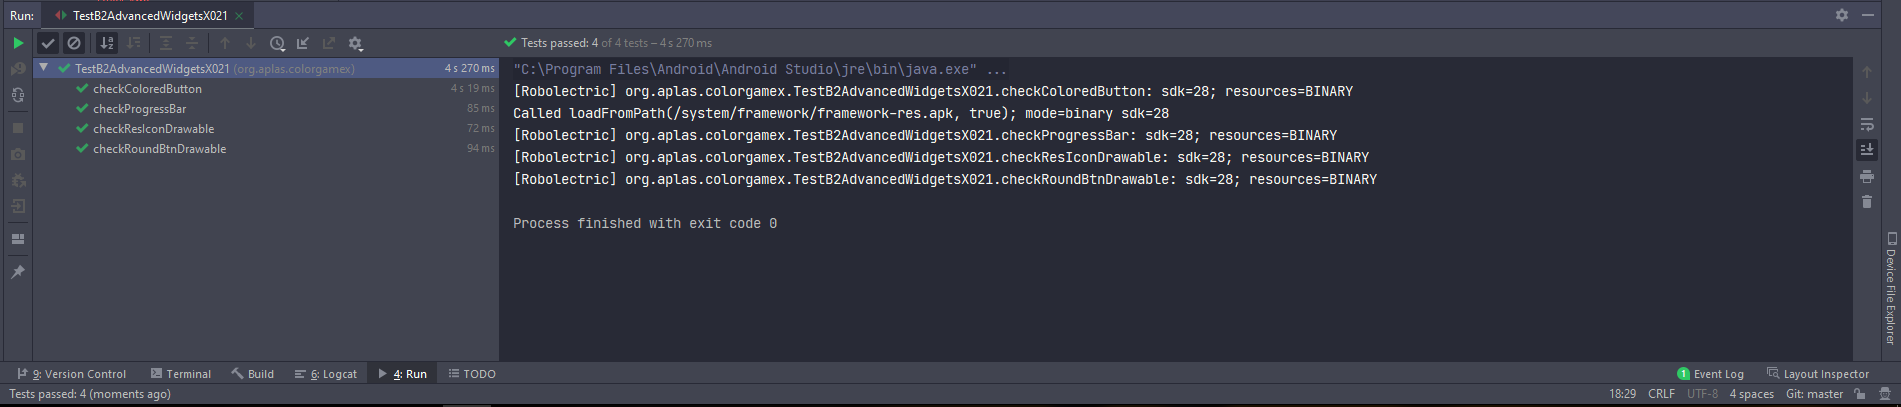 Run: TestB2AdvancedWidgetsX021
Tests passed: 4 of 4 tests – 4 s 270 ms
TestB2AdvancedWidgetsX021 (org.aplas.colorgamex) 4 s 270 ms
checkColoredButton 4 s 19 ms
checkProgressBar 85 ms
checkResIconDrawable 72 ms
checkRoundBtnDrawable 94 ms
"C:\Program Files\Android\Android Studio\jre\bin\java.exe" ...
[Robolectric] org.aplas.colorgamex.TestB2AdvancedWidgetsX021.checkColoredButton: sdk=28; resources=BINARY
Called loadFromPath(/system/framework/framework-res.apk, true); mode=binary sdk=28
[Robolectric] org.aplas.colorgamex.TestB2AdvancedWidgetsX021.checkProgressBar: sdk=28; resources=BINARY
[Robolectric] org.aplas.colorgamex.TestB2AdvancedWidgetsX021.checkResIconDrawable: sdk=28; resources=BINARY
[Robolectric] org.aplas.colorgamex.TestB2AdvancedWidgetsX021.checkRoundBtnDrawable: sdk=28; resources=BINARY
Process finished with exit code 0
Device File Explorer
9: Version Control Terminal Build 6: Logcat 4: Run TODO 1 Event Log Layout Inspector
Tests passed: 4 (moments ago) 18:29 CRLF UTF-8 4 spaces Git: master